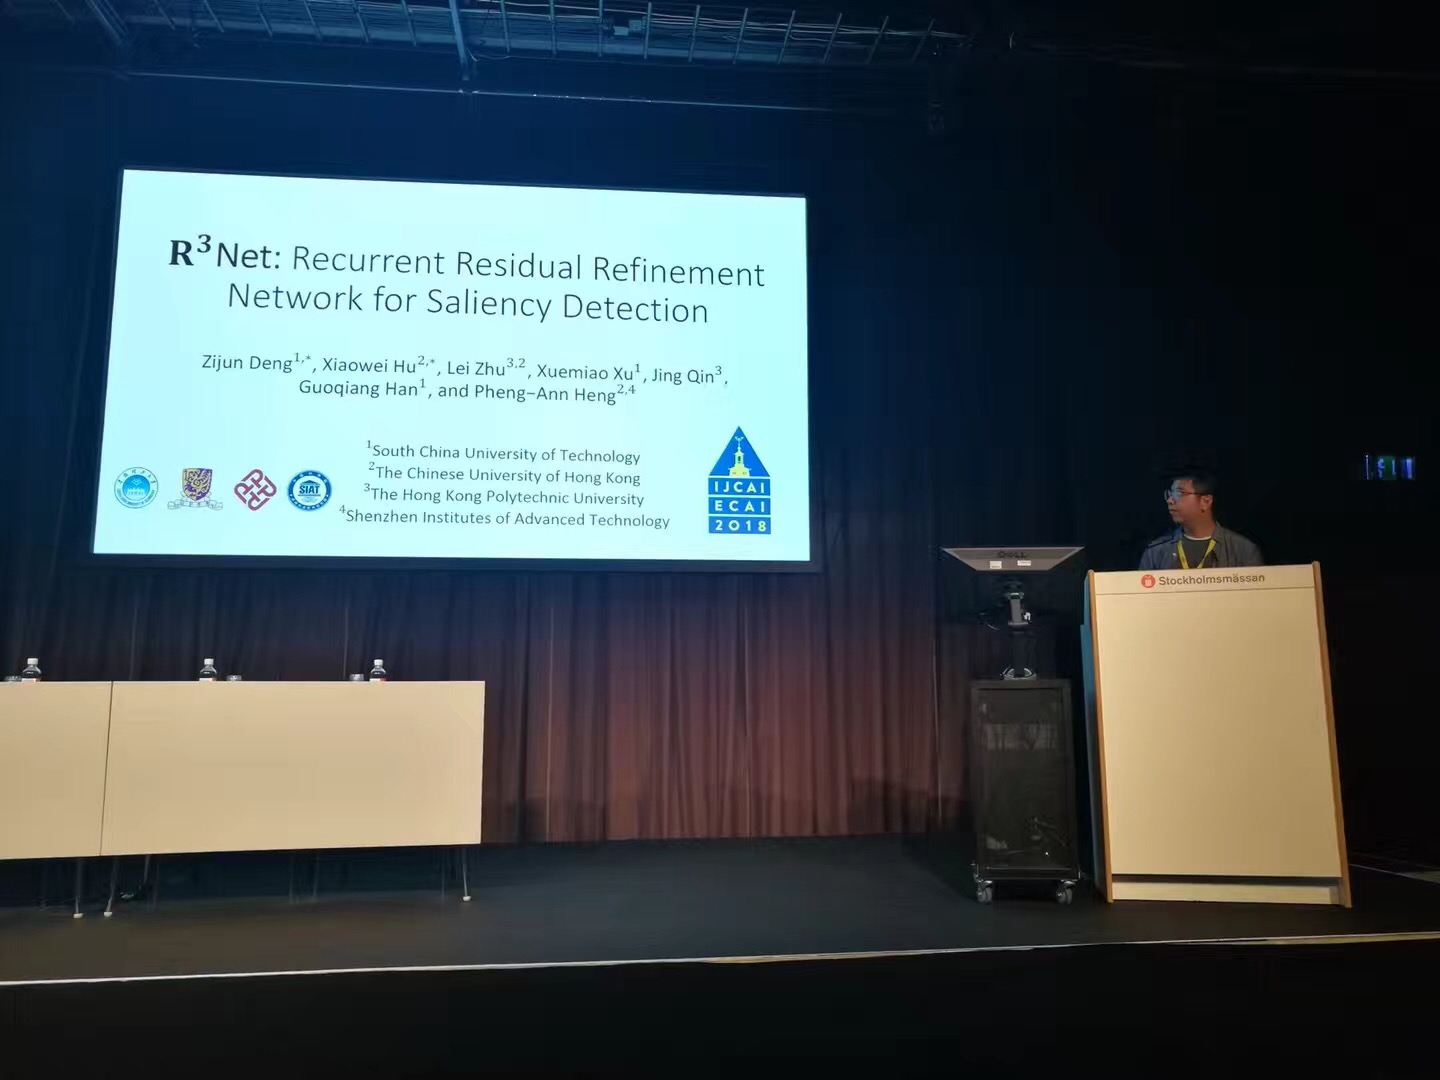 R³Net: Recurrent Residual Refinement
Network for Saliency Detection
Zijun Deng¹,*, Xiaowei Hu²,*, Lei Zhu³,², Xuemiao Xu¹, Jing Qin³,
Guoqiang Han¹, and Pheng–Ann Heng²,⁴
¹South China University of Technology
²The Chinese University of Hong Kong
³The Hong Kong Polytechnic University
⁴Shenzhen Institutes of Advanced Technology
SIAT
IJCAI
ECAI
2018
DELL
Stockholmsmässan